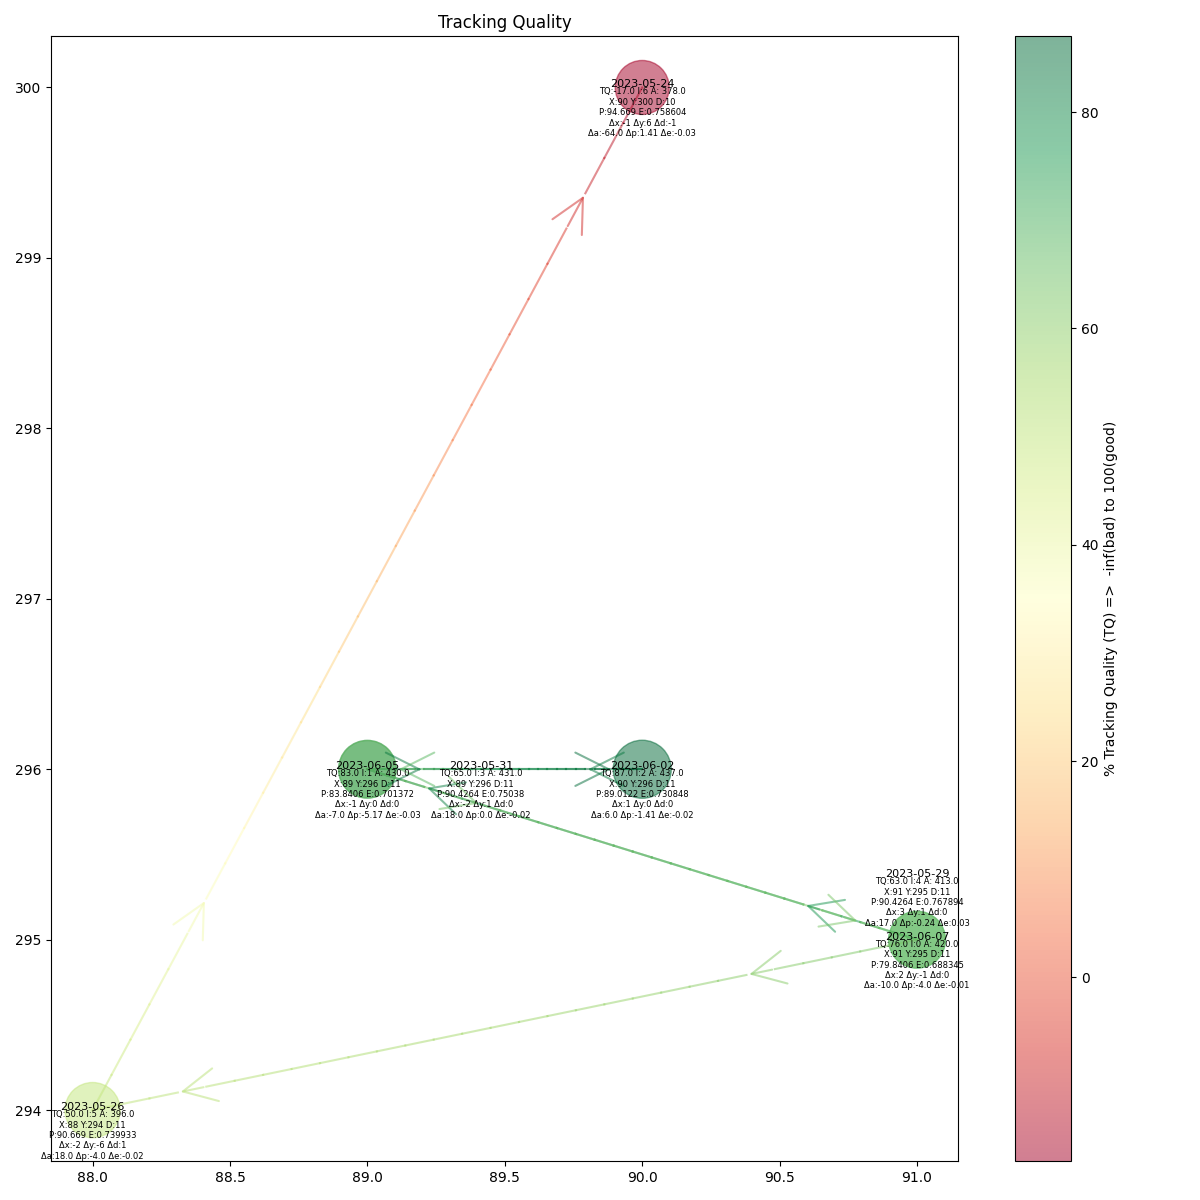 Tracking Quality
300
299
298
297
296
295
294
88.0
88.5
89.0
89.5
90.0
90.5
91.0
2023-05-24
TQ:-17.0 I:6 A: 378.0
X:90 Y:300 D:10
P:94.669 E:0.758604
Δx:-1 Δy:6 Δd:-1
Δa:-64.0 Δp:1.41 Δe:-0.03
2023-06-05
TQ:83.0 I:1 A: 430.0
X:89 Y:296 D:11
P:83.8406 E:0.701372
Δx:-1 Δy:0 Δd:0
Δa:-7.0 Δp:-5.17 Δe:-0.03
2023-05-31
TQ:65.0 I:3 A: 431.0
X:89 Y:296 D:11
P:90.4264 E:0.75038
Δx:-2 Δy:1 Δd:0
Δa:18.0 Δp:0.0 Δe:-0.02
2023-06-02
TQ:87.0 I:2 A: 437.0
X:90 Y:296 D:11
P:89.0122 E:0.730848
Δx:1 Δy:0 Δd:0
Δa:6.0 Δp:-1.41 Δe:-0.02
2023-05-29
TQ:63.0 I:4 A: 413.0
X:91 Y:295 D:11
P:90.4264 E:0.767894
Δx:3 Δy:1 Δd:0
Δa:17.0 Δp:-0.24 Δe:0.03
2023-06-07
TQ:76.0 I:0 A: 420.0
X:91 Y:295 D:11
P:79.8406 E:0.688345
Δx:2 Δy:-1 Δd:0
Δa:-10.0 Δp:-4.0 Δe:-0.01
2023-05-26
TQ:50.0 I:5 A: 396.0
X:88 Y:294 D:11
P:90.669 E:0.739933
Δx:-2 Δy:-6 Δd:1
Δa:18.0 Δp:-4.0 Δe:-0.02
80
60
40
20
0
% Tracking Quality (TQ) => -inf(bad) to 100(good)